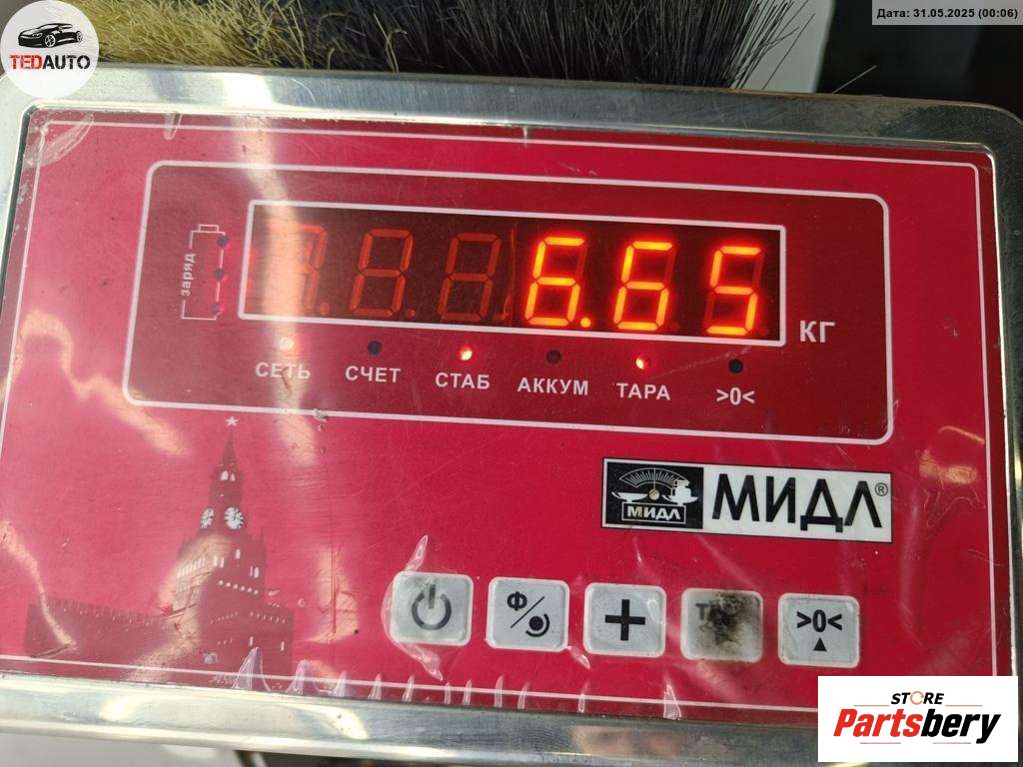 Дата: 31.05.2025 (00:06)
TEDAUTO
заряд
6.65
КГ
СЕТЬ СЧЕТ СТАБ АККУМ ТАРА >0<
МИДЛ
МИДЛ®
Ф
>0<
STORE
Partsbery